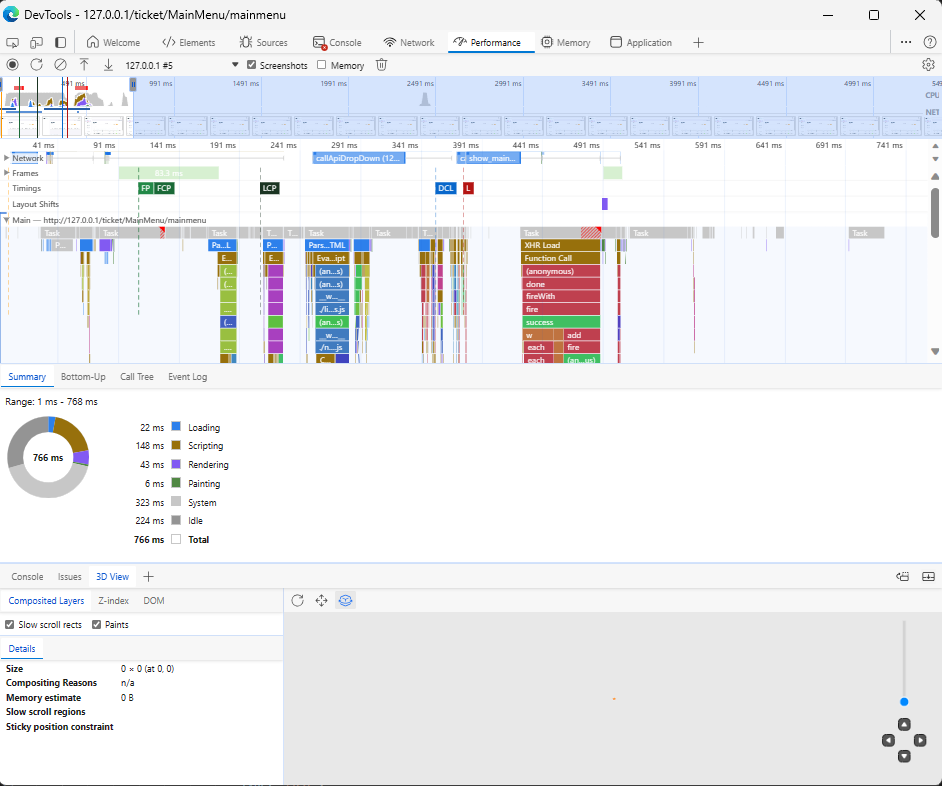 DevTools - 127.0.0.1/ticket/MainMenu/mainmenu
Welcome Elements Sources Console Network Performance Memory Application
127.0.0.1 #5 Screenshots Memory
491 ms 991 ms 1491 ms 1991 ms 2491 ms 2991 ms 3491 ms 3991 ms 4491 ms 4991 ms 549
CPU
NET
41 ms 91 ms 141 ms 191 ms 241 ms 291 ms 341 ms 391 ms 441 ms 491 ms 541 ms 591 ms 641 ms 691 ms 741 ms
Network callApiDropDown (12... show_main...
Frames 83.3 ms
Timings FP FCP LCP DCL L
Layout Shifts
Main — http://127.0.0.1/ticket/MainMenu/mainmenu
Task Task Task T... T... Task Task T... Task Task Task
P... Pa...L P... Pars...TML XHR Load
E... E... Eva...ipt Function Call
(... (an...s) (anonymous)
(... (an...s) done
__w... fireWith
... ./li...s.js fire
(... (an...s) success
__w... w add
... ./n...js each fire
C... each (an...us)
Summary Bottom-Up Call Tree Event Log
Range: 1 ms - 768 ms
766 ms
22 ms Loading
148 ms Scripting
43 ms Rendering
6 ms Painting
323 ms System
224 ms Idle
766 ms Total
Console Issues 3D View
Composited Layers Z-index DOM
Slow scroll rects Paints
Details
Size 0 × 0 (at 0, 0)
Compositing Reasons n/a
Memory estimate 0 B
Slow scroll regions
Sticky position constraint